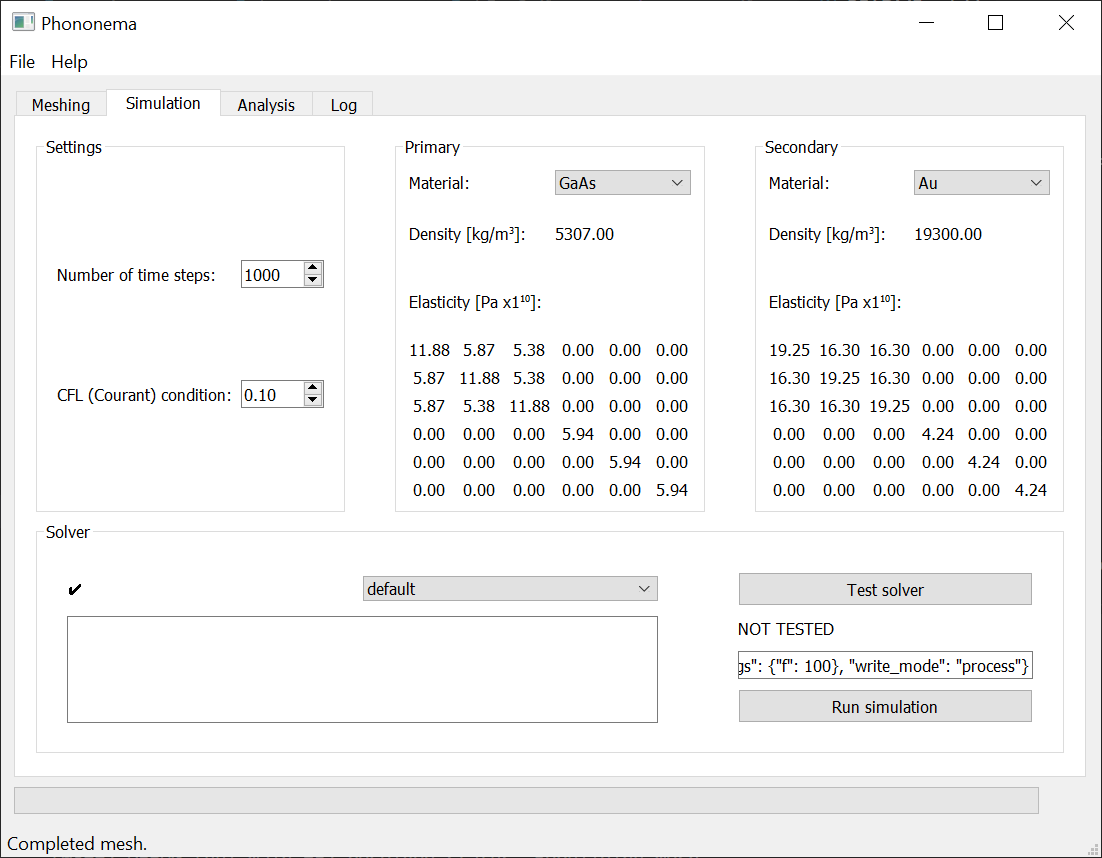 Phononema
File Help
Meshing Simulation Analysis Log
Settings
Number of time steps: 1000
CFL (Courant) condition: 0.10
Primary
Material: GaAs
Density [kg/m³]: 5307.00
Elasticity [Pa x10¹⁰]:
11.88 5.87 5.38 0.00 0.00 0.00
5.87 11.88 5.38 0.00 0.00 0.00
5.87 5.38 11.88 0.00 0.00 0.00
0.00 0.00 0.00 5.94 0.00 0.00
0.00 0.00 0.00 0.00 5.94 0.00
0.00 0.00 0.00 0.00 0.00 5.94
Secondary
Material: Au
Density [kg/m³]: 19300.00
Elasticity [Pa x10¹⁰]:
19.25 16.30 16.30 0.00 0.00 0.00
16.30 19.25 16.30 0.00 0.00 0.00
16.30 16.30 19.25 0.00 0.00 0.00
0.00 0.00 0.00 4.24 0.00 0.00
0.00 0.00 0.00 0.00 4.24 0.00
0.00 0.00 0.00 0.00 0.00 4.24
Solver
✔ default
Test solver
NOT TESTED
gs": {"f": 100}, "write_mode": "process"}
Run simulation
Completed mesh.